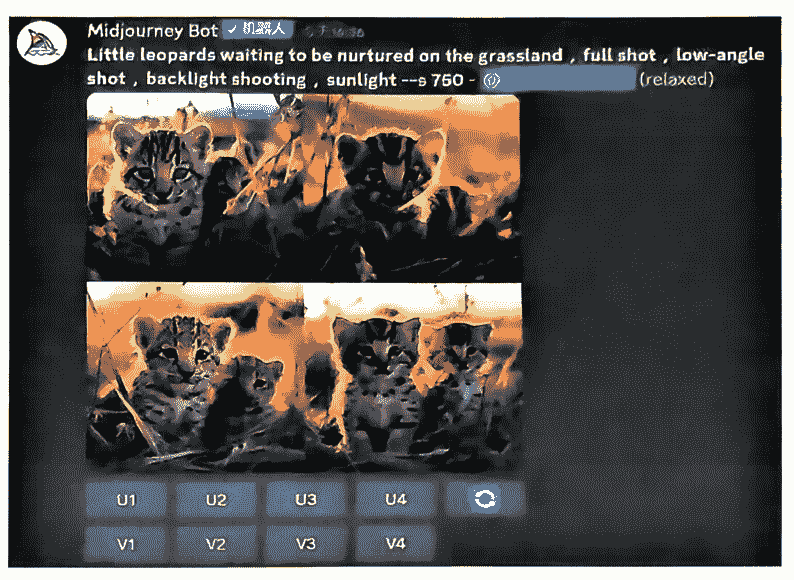 Midjourney Bot ✓ 机器人
Little leopards waiting to be nurtured on the grassland , full shot , low-angle
shot , backlight shooting , sunlight --s 750 - @ (relaxed)
U1 U2 U3 U4
V1 V2 V3 V4